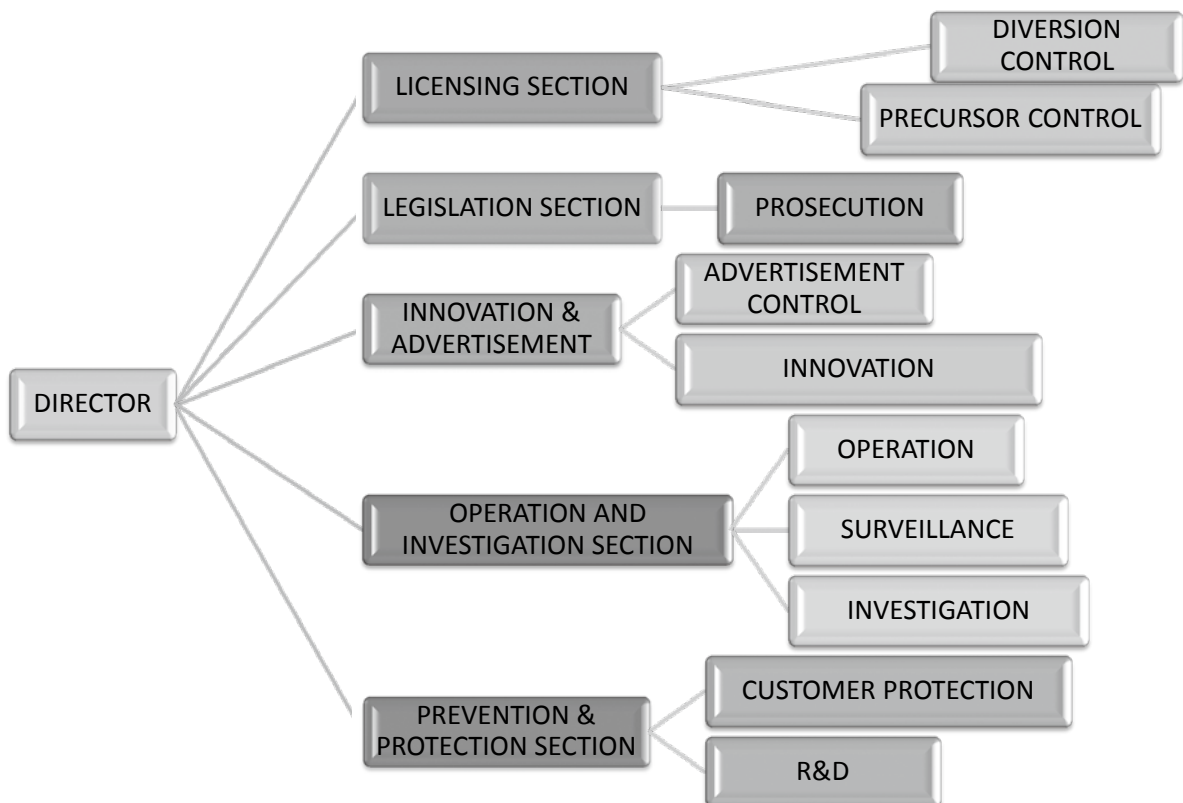 DIRECTOR
LICENSING SECTION
DIVERSION
CONTROL
PRECURSOR CONTROL
LEGISLATION SECTION
PROSECUTION
INNOVATION &
ADVERTISEMENT
ADVERTISEMENT
CONTROL
INNOVATION
OPERATION AND
INVESTIGATION SECTION
OPERATION
SURVEILLANCE
INVESTIGATION
PREVENTION &
PROTECTION SECTION
CUSTOMER PROTECTION
R&D